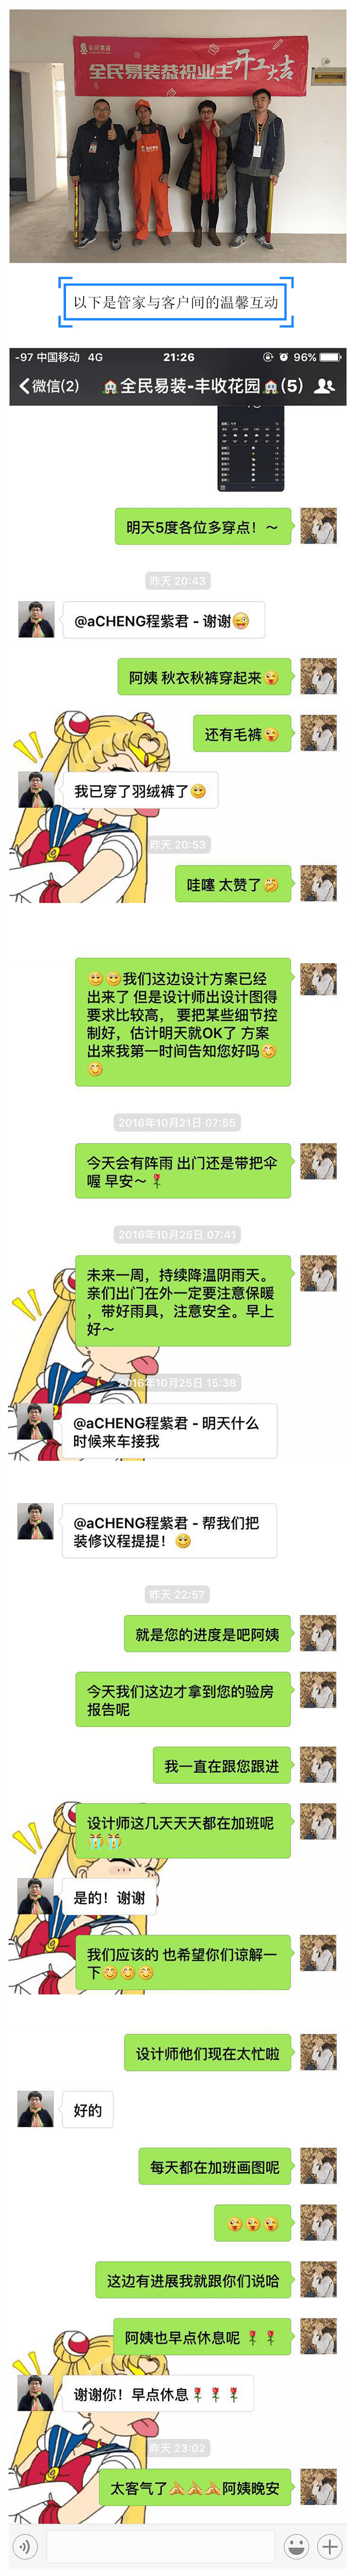 全民易装
全民易装恭祝业主开工大吉
以下是管家与客户间的温馨互动
-97 中国移动 4G 21:26 96%
微信(2) 全民易装-丰收花园 (5)
明天5度各位多穿点！～
昨天 20:43
@aCHENG程紫君 - 谢谢😜
阿姨 秋衣秋裤穿起来😜
还有毛裤😜
我已穿了羽绒裤了😊
昨天 20:53
哇噻 太赞了🤣
😊😊我们这边设计方案已经
出来了 但是设计师出设计图得
要求比较高， 要把某些细节控
制好，估计明天就OK了 方案
出来我第一时间告知您好吗😊
😊
2016年10月21日 07:55
今天会有阵雨 出门还是带把伞
喔 早安～🌹
2016年10月25日 07:41
未来一周，持续降温阴雨天。
亲们出门在外一定要注意保暖
，带好雨具，注意安全。早上
好～
2016年10月25日 15:38
@aCHENG程紫君 - 明天什么
时候来车接我
@aCHENG程紫君 - 帮我们把
装修议程提提！😊
昨天 22:57
就是您的进度是吧阿姨
今天我们这边才拿到您的验房
报告呢
我一直在跟您跟进
设计师这几天天天都在加班呢
😭😭
是的！谢谢
我们应该的 也希望你们谅解一
下😊😊😊
设计师他们现在太忙啦
好的
每天都在加班画图呢
😜😜😜
这边有进展我就跟你们说哈
阿姨也早点休息呢 🌹🌹
谢谢你！早点休息🌹🌹🌹
昨天 23:02
太客气了🙏🙏🙏阿姨晚安